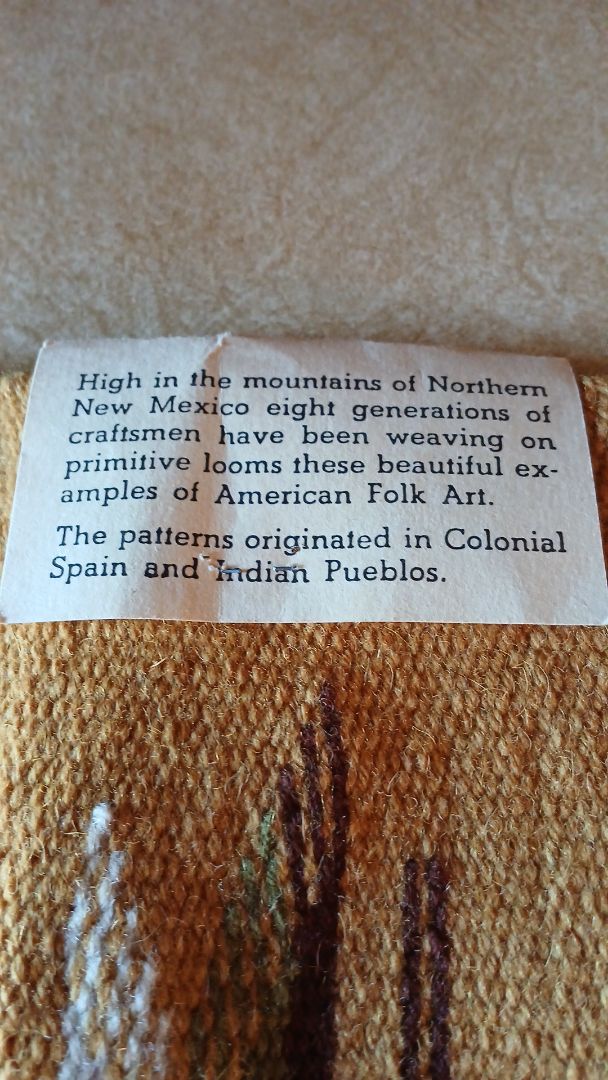 High in the mountains of Northern
New Mexico eight generations of
craftsmen have been weaving on
primitive looms these beautiful ex-
amples of American Folk Art.
The patterns originated in Colonial
Spain and Indian Pueblos.